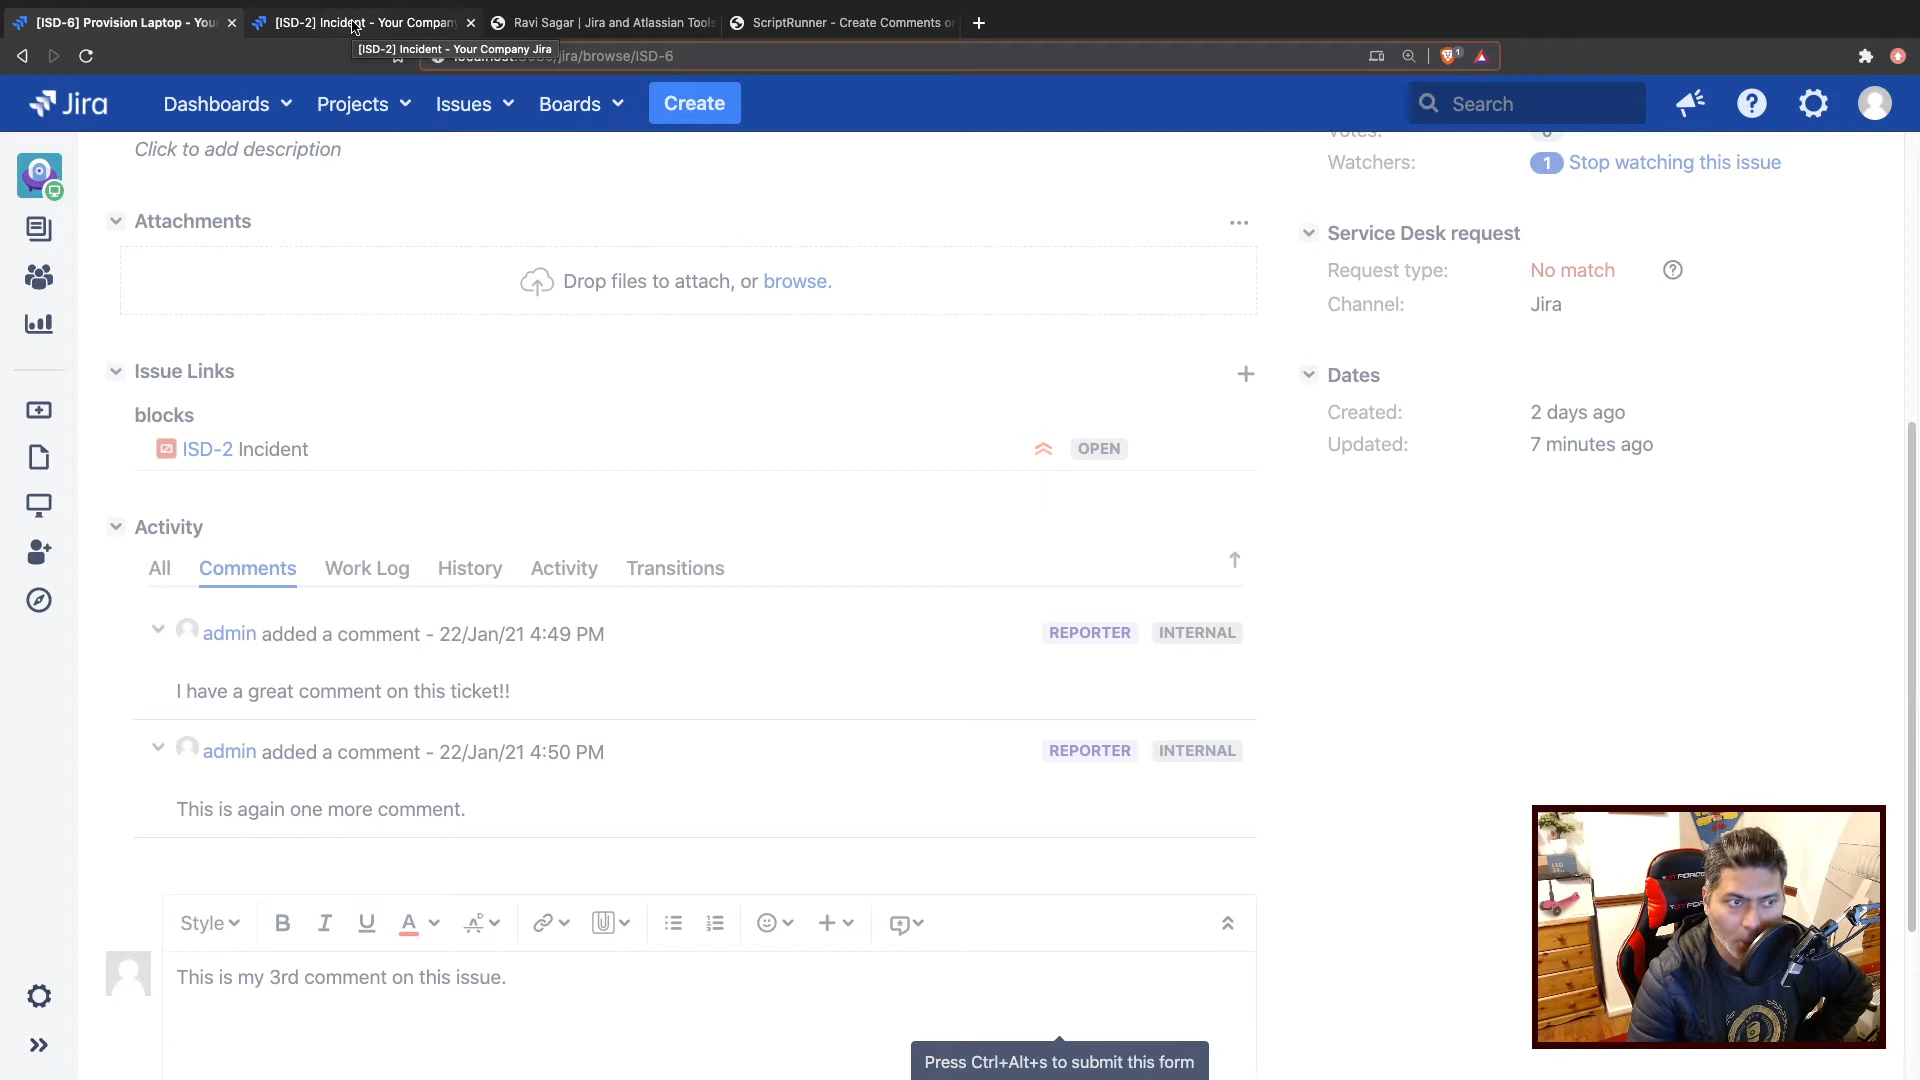 [ISD-6] Provision Laptop - You
[ISD-2] Incident - Your Company
Ravi Sagar | Jira and Atlassian Tools
ScriptRunner - Create Comments or
[ISD-2] Incident - Your Company Jira
/jira/browse/ISD-6
1
Jira
Dashboards
Projects
Issues
Boards
Create
Search
Click to add description
Votes:
0
Watchers:
1 Stop watching this issue
Attachments
Drop files to attach, or browse.
Service Desk request
Request type:
No match
Channel:
Jira
Issue Links
blocks
ISD-2 Incident
OPEN
Dates
Created:
2 days ago
Updated:
7 minutes ago
Activity
All
Comments
Work Log
History
Activity
Transitions
admin added a comment - 22/Jan/21 4:49 PM
REPORTER
INTERNAL
I have a great comment on this ticket!!
admin added a comment - 22/Jan/21 4:50 PM
REPORTER
INTERNAL
This is again one more comment.
Style
B
I
U
A
This is my 3rd comment on this issue.
Press Ctrl+Alt+s to submit this form